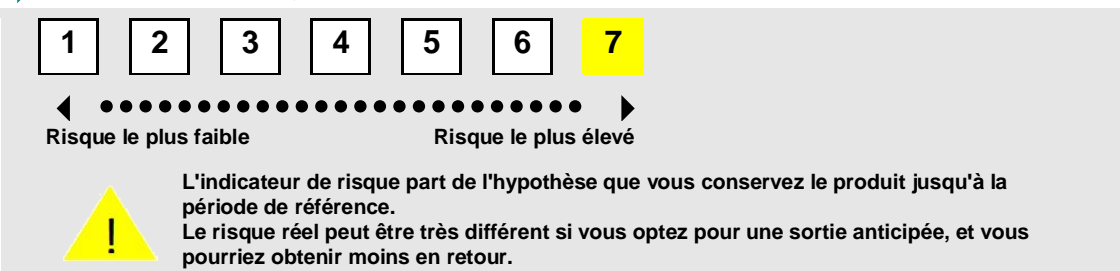 1 2 3 4 5 6 7
Risque le plus faible Risque le plus élevé
L'indicateur de risque part de l'hypothèse que vous conservez le produit jusqu'à la
période de référence.
Le risque réel peut être très différent si vous optez pour une sortie anticipée, et vous
pourriez obtenir moins en retour.
!